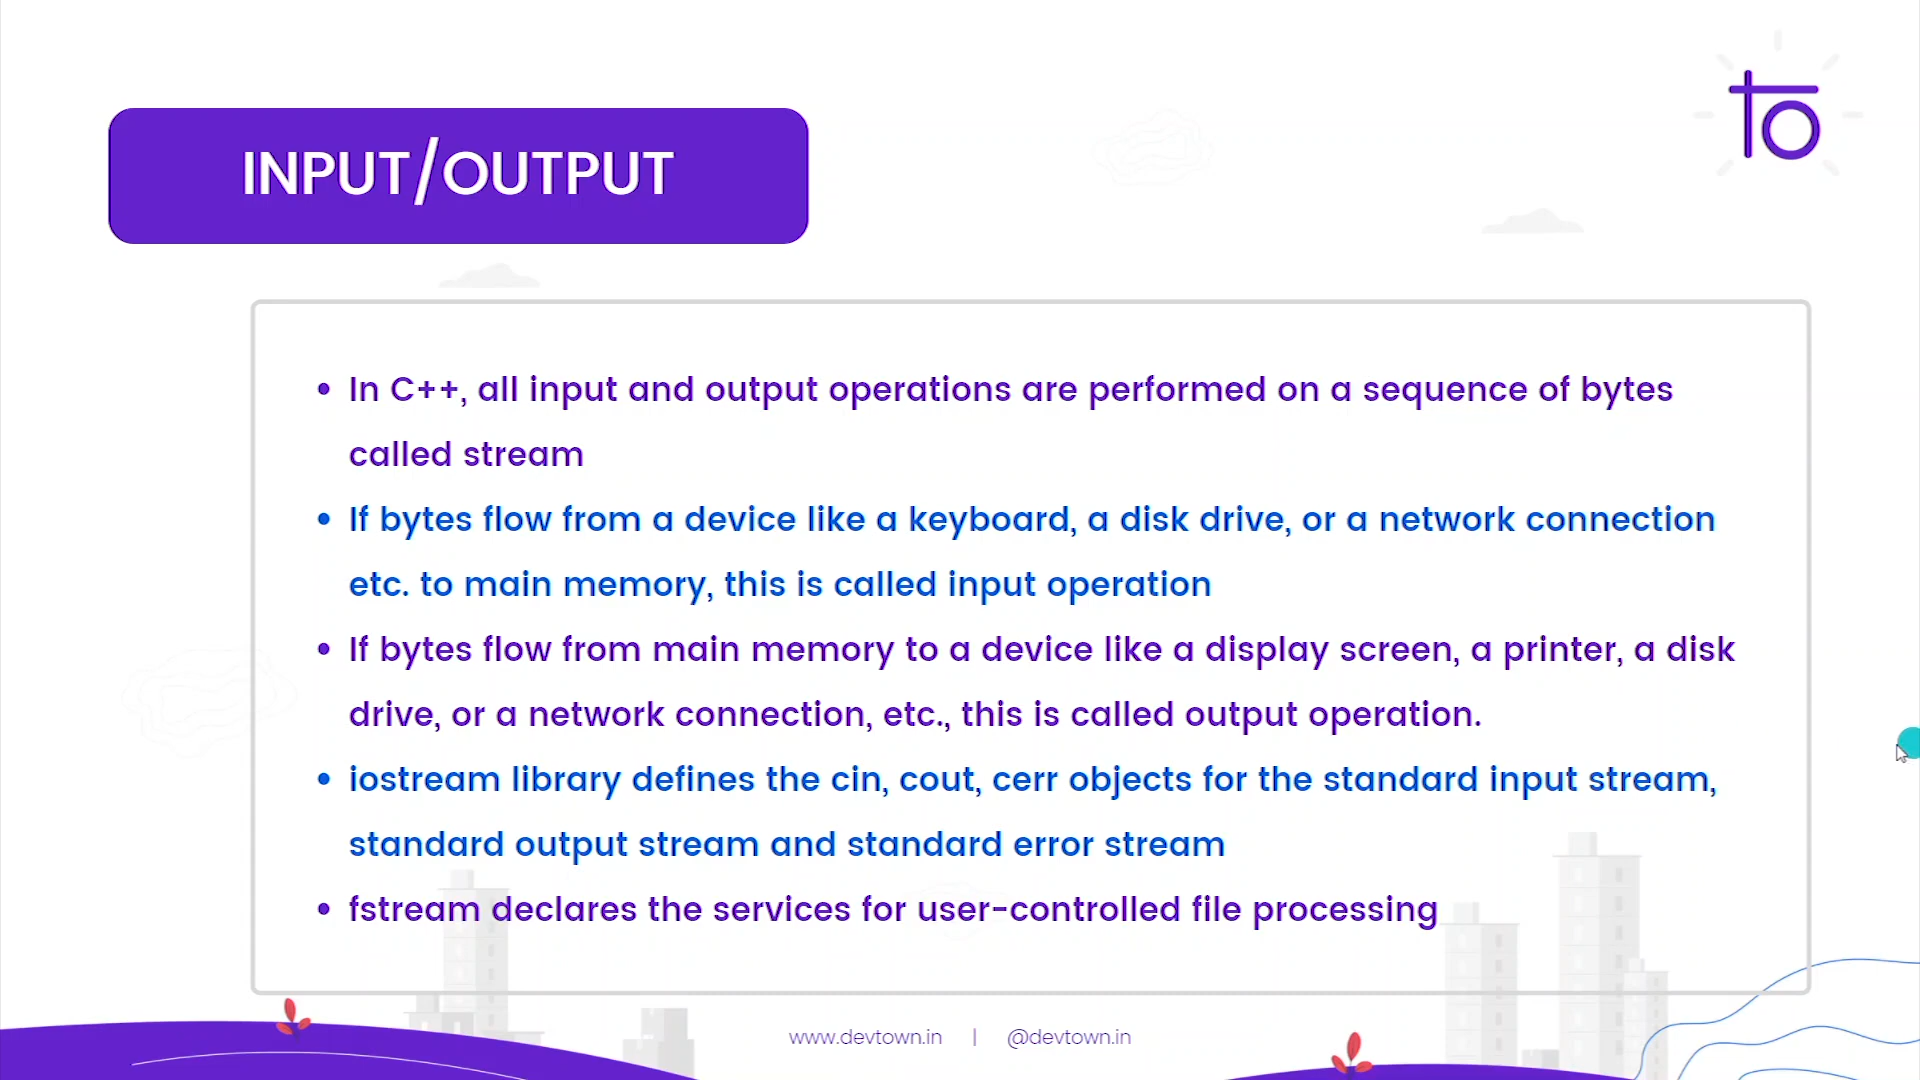 INPUT/OUTPUT
to
• In C++, all input and output operations are performed on a sequence of bytes
called stream
• If bytes flow from a device like a keyboard, a disk drive, or a network connection
etc. to main memory, this is called input operation
• If bytes flow from main memory to a device like a display screen, a printer, a disk
drive, or a network connection, etc., this is called output operation.
• iostream library defines the cin, cout, cerr objects for the standard input stream,
standard output stream and standard error stream
• fstream declares the services for user-controlled file processing
www.devtown.in | @devtown.in